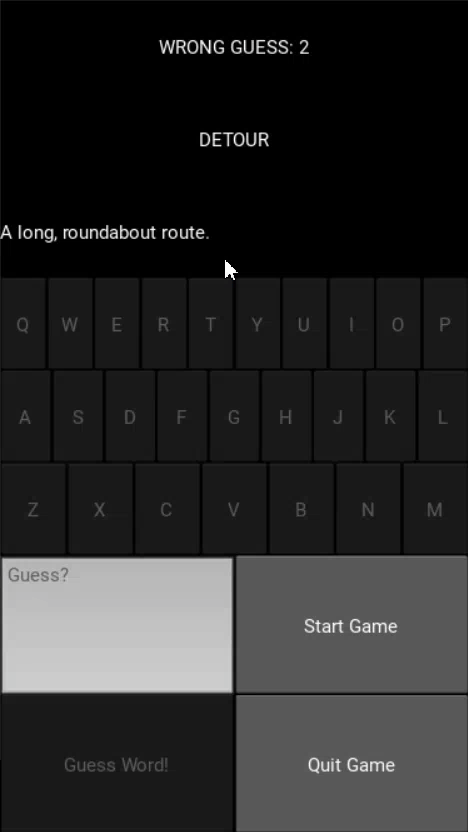 WRONG GUESS: 2
DETOUR
A long, roundabout route.
Q W E R T Y U I O P
A S D F G H J K L
Z X C V B N M
Guess?
Start Game
Guess Word!
Quit Game